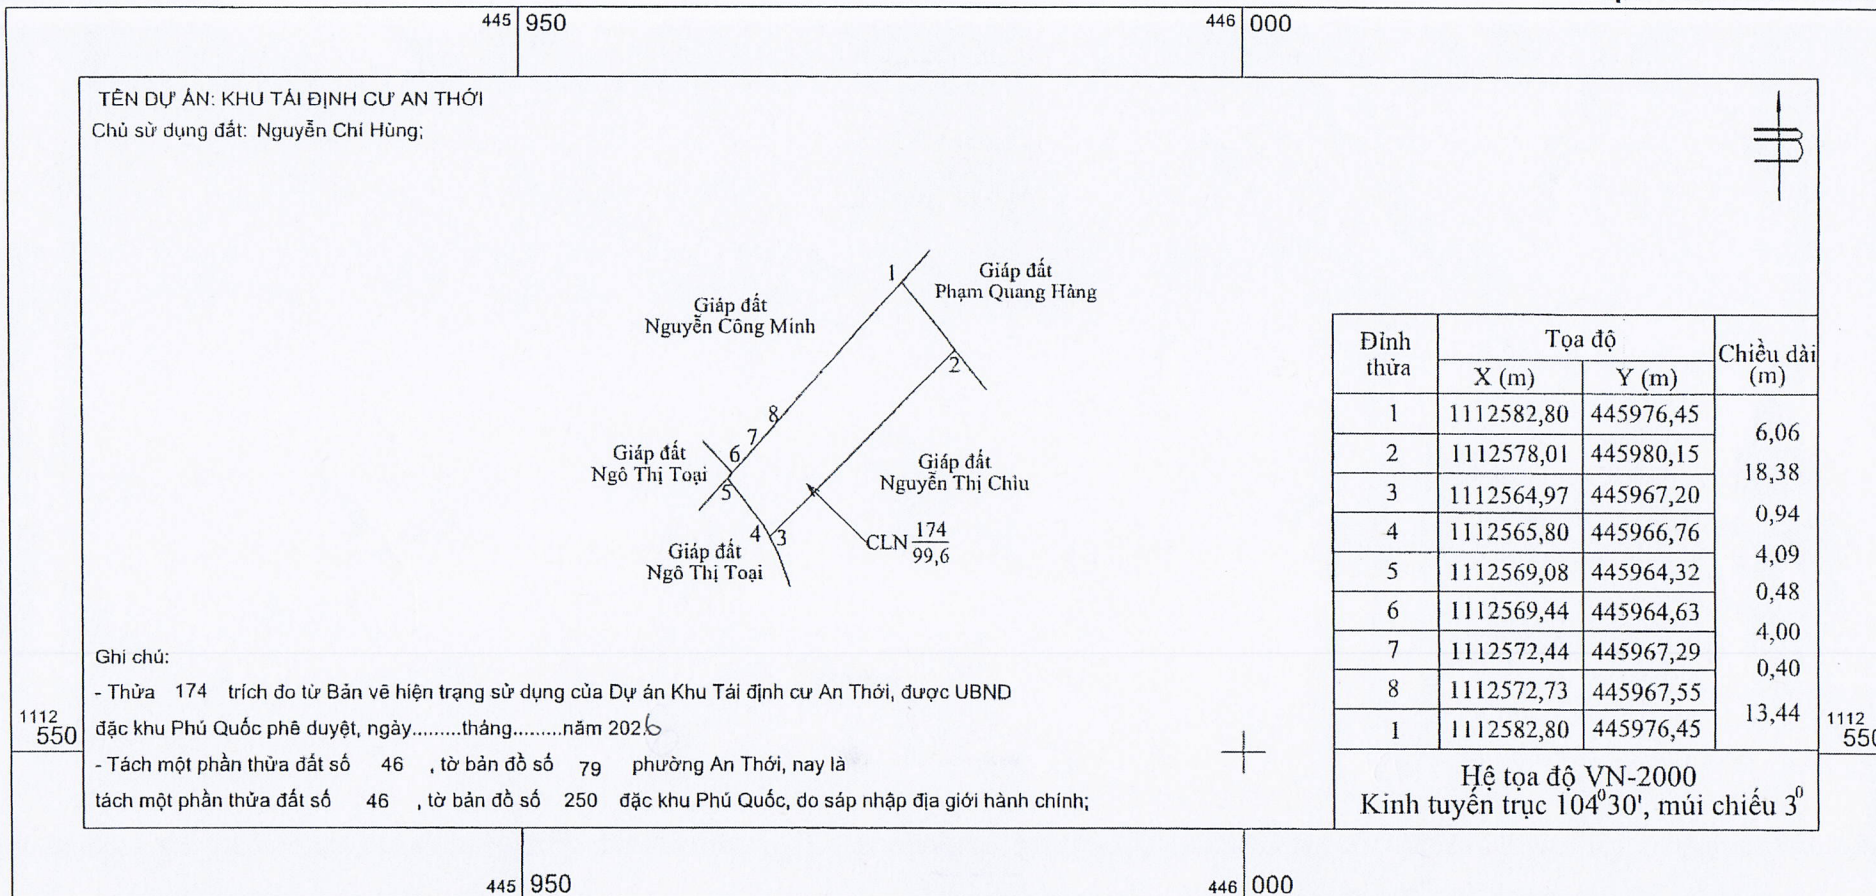 445 950
446 000
TÊN DỰ ÁN: KHU TÁI ĐỊNH CƯ AN THỚI
Chủ sử dụng đất: Nguyễn Chí Hùng;
1
Giáp đất
Phạm Quang Hàng
Giáp đất
Nguyễn Công Minh
2
8
7
6
Giáp đất
Ngô Thị Toại
5
Giáp đất
Nguyễn Thị Chìu
4 3
CLN 174
99,6
Giáp đất
Ngô Thị Toại
Đỉnh thửa
Tọa độ
Chiều dài (m)
X (m) Y (m)
1 1112582,80 445976,45
6,06
2 1112578,01 445980,15
18,38
3 1112564,97 445967,20
0,94
4 1112565,80 445966,76
4,09
5 1112569,08 445964,32
0,48
6 1112569,44 445964,63
4,00
7 1112572,44 445967,29
0,40
8 1112572,73 445967,55
13,44
1 1112582,80 445976,45
Hệ tọa độ VN-2000
Kinh tuyến trục 104⁰30', múi chiếu 3⁰
Ghi chú:
- Thửa 174 trích đo từ Bản vẽ hiện trạng sử dụng của Dự án Khu Tái định cư An Thới, được UBND
đặc khu Phú Quốc phê duyệt, ngày.........tháng.........năm 2026
- Tách một phần thửa đất số 46 , tờ bản đồ số 79 phường An Thới, nay là
tách một phần thửa đất số 46 , tờ bản đồ số 250 đặc khu Phú Quốc, do sáp nhập địa giới hành chính;
1112
550
1112
550
445 950
446 000